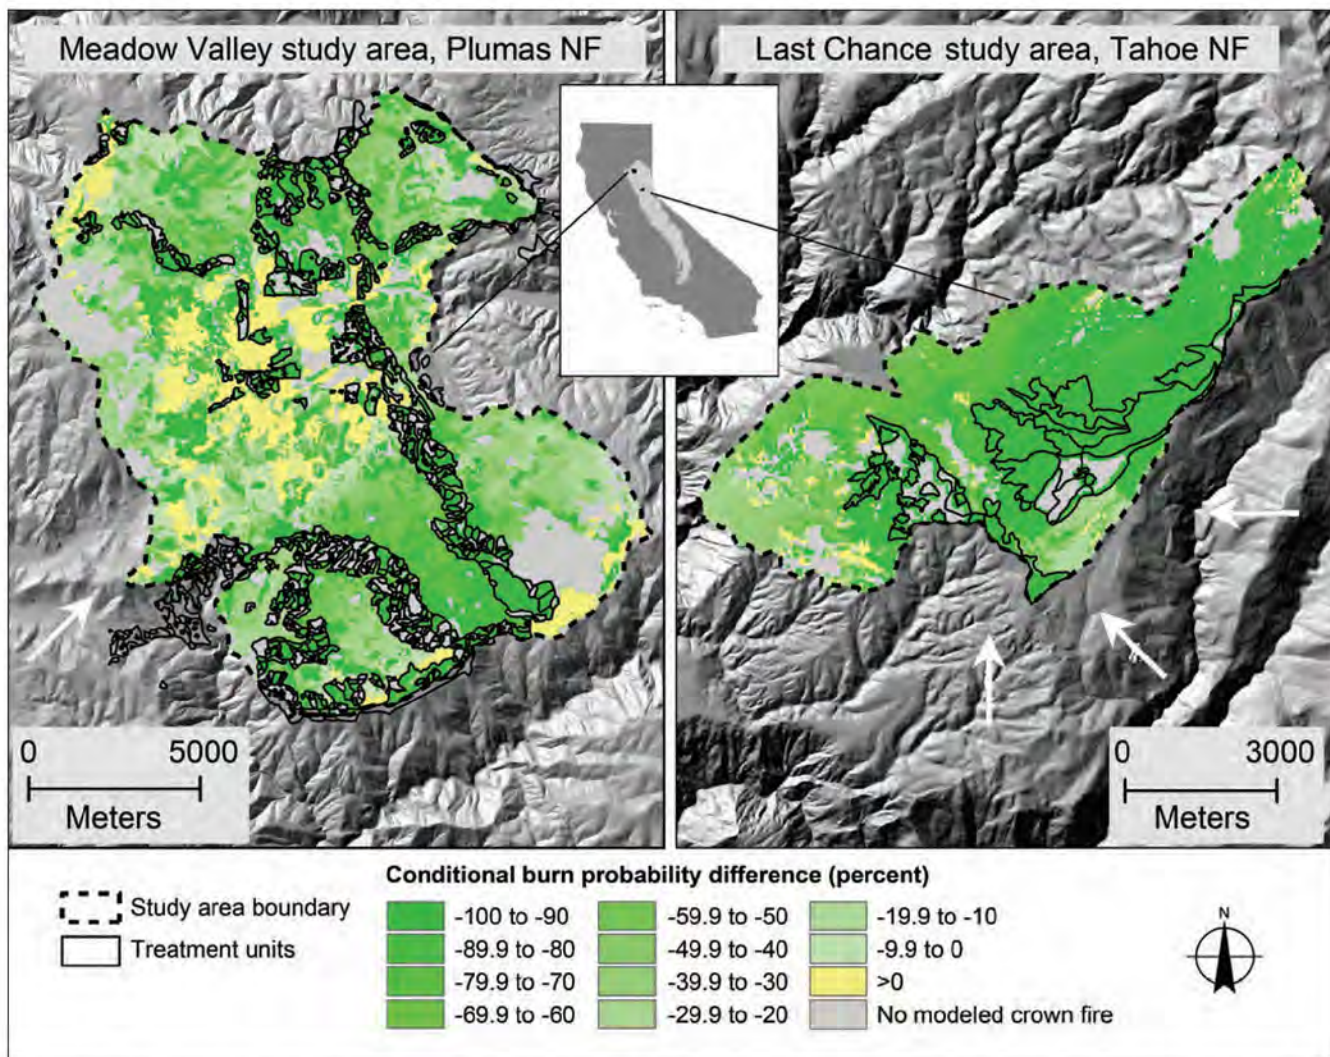 Meadow Valley study area, Plumas NF
Last Chance study area, Tahoe NF
0 5000
Meters
0 3000
Meters
Study area boundary
Treatment units
Conditional burn probability difference (percent)
-100 to -90
-89.9 to -80
-79.9 to -70
-69.9 to -60
-59.9 to -50
-49.9 to -40
-39.9 to -30
-29.9 to -20
-19.9 to -10
-9.9 to 0
>0
No modeled crown fire
N